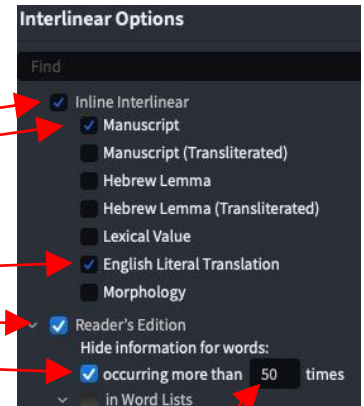 Interlinear Options
Find
Inline Interlinear
Manuscript
Manuscript (Transliterated)
Hebrew Lemma
Hebrew Lemma (Transliterated)
Lexical Value
English Literal Translation
Morphology
Reader's Edition
Hide information for words:
occurring more than 50 times
in Word Lists